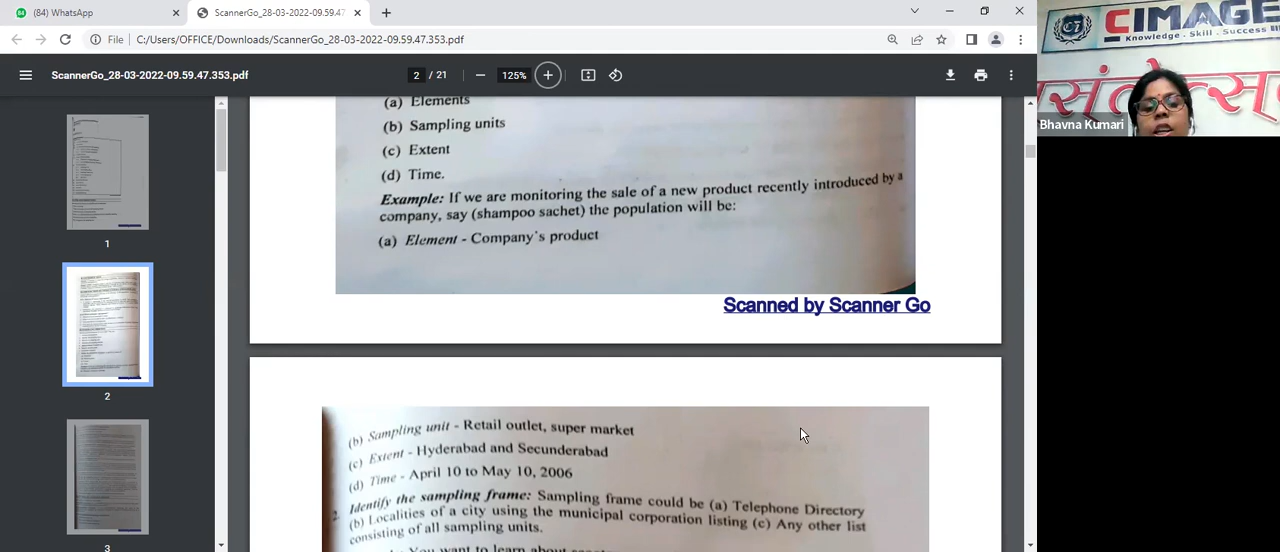 (84) WhatsApp
ScannerGo_28-03-2022-09.59.47
File
C:/Users/OFFICE/Downloads/ScannerGo_28-03-2022-09.59.47.353.pdf
ScannerGo_28-03-2022-09.59.47.353.pdf
2 / 21
125%
1
2
3
(a) Elements
(b) Sampling units
(c) Extent
(d) Time.
Example: If we are monitoring the sale of a new product recently introduced by a
company, say (shampoo sachet) the population will be:
(a) Element - Company's product
Scanned by Scanner Go
(b) Sampling unit - Retail outlet, super market
(c) Extent - Hyderabad and Secunderabad
(d) Time - April 10 to May 10, 2006
2. Identify the sampling frame: Sampling frame could be (a) Telephone Directory
(b) Localities of a city using the municipal corporation listing (c) Any other list
consisting of all sampling units.
You want to learn about
CIMAGE
Knowledge . Skill . Success
Bhavna Kumari